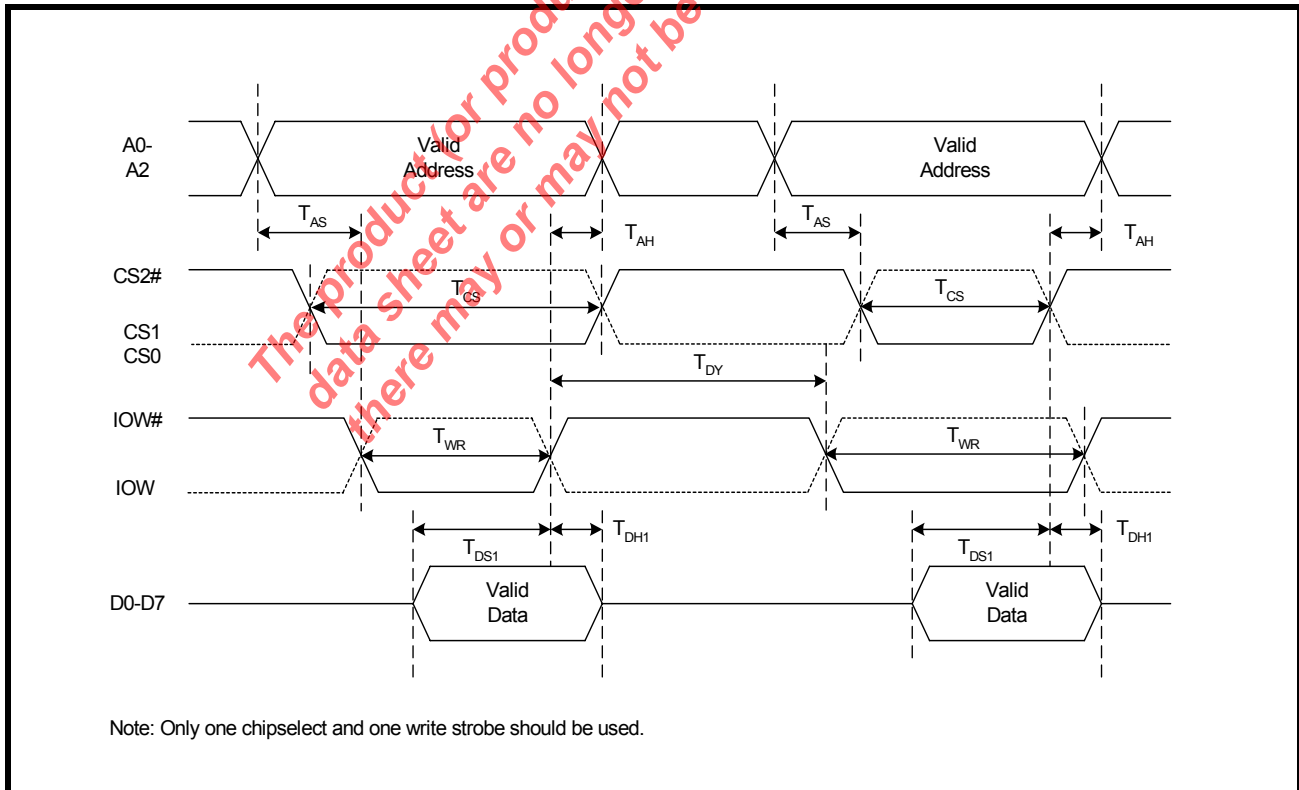 The product (or produ
data sheet are no longe
there may or may not be
A0-
A2
Valid
Address
Valid
Address
TAS
TAH
TAS
TAH
CS2#
CS1
CS0
TCS
TCS
TDY
IOW#
IOW
TWR
TWR
TDS1
TDH1
TDS1
TDH1
D0-D7
Valid
Data
Valid
Data
Note: Only one chipselect and one write strobe should be used.